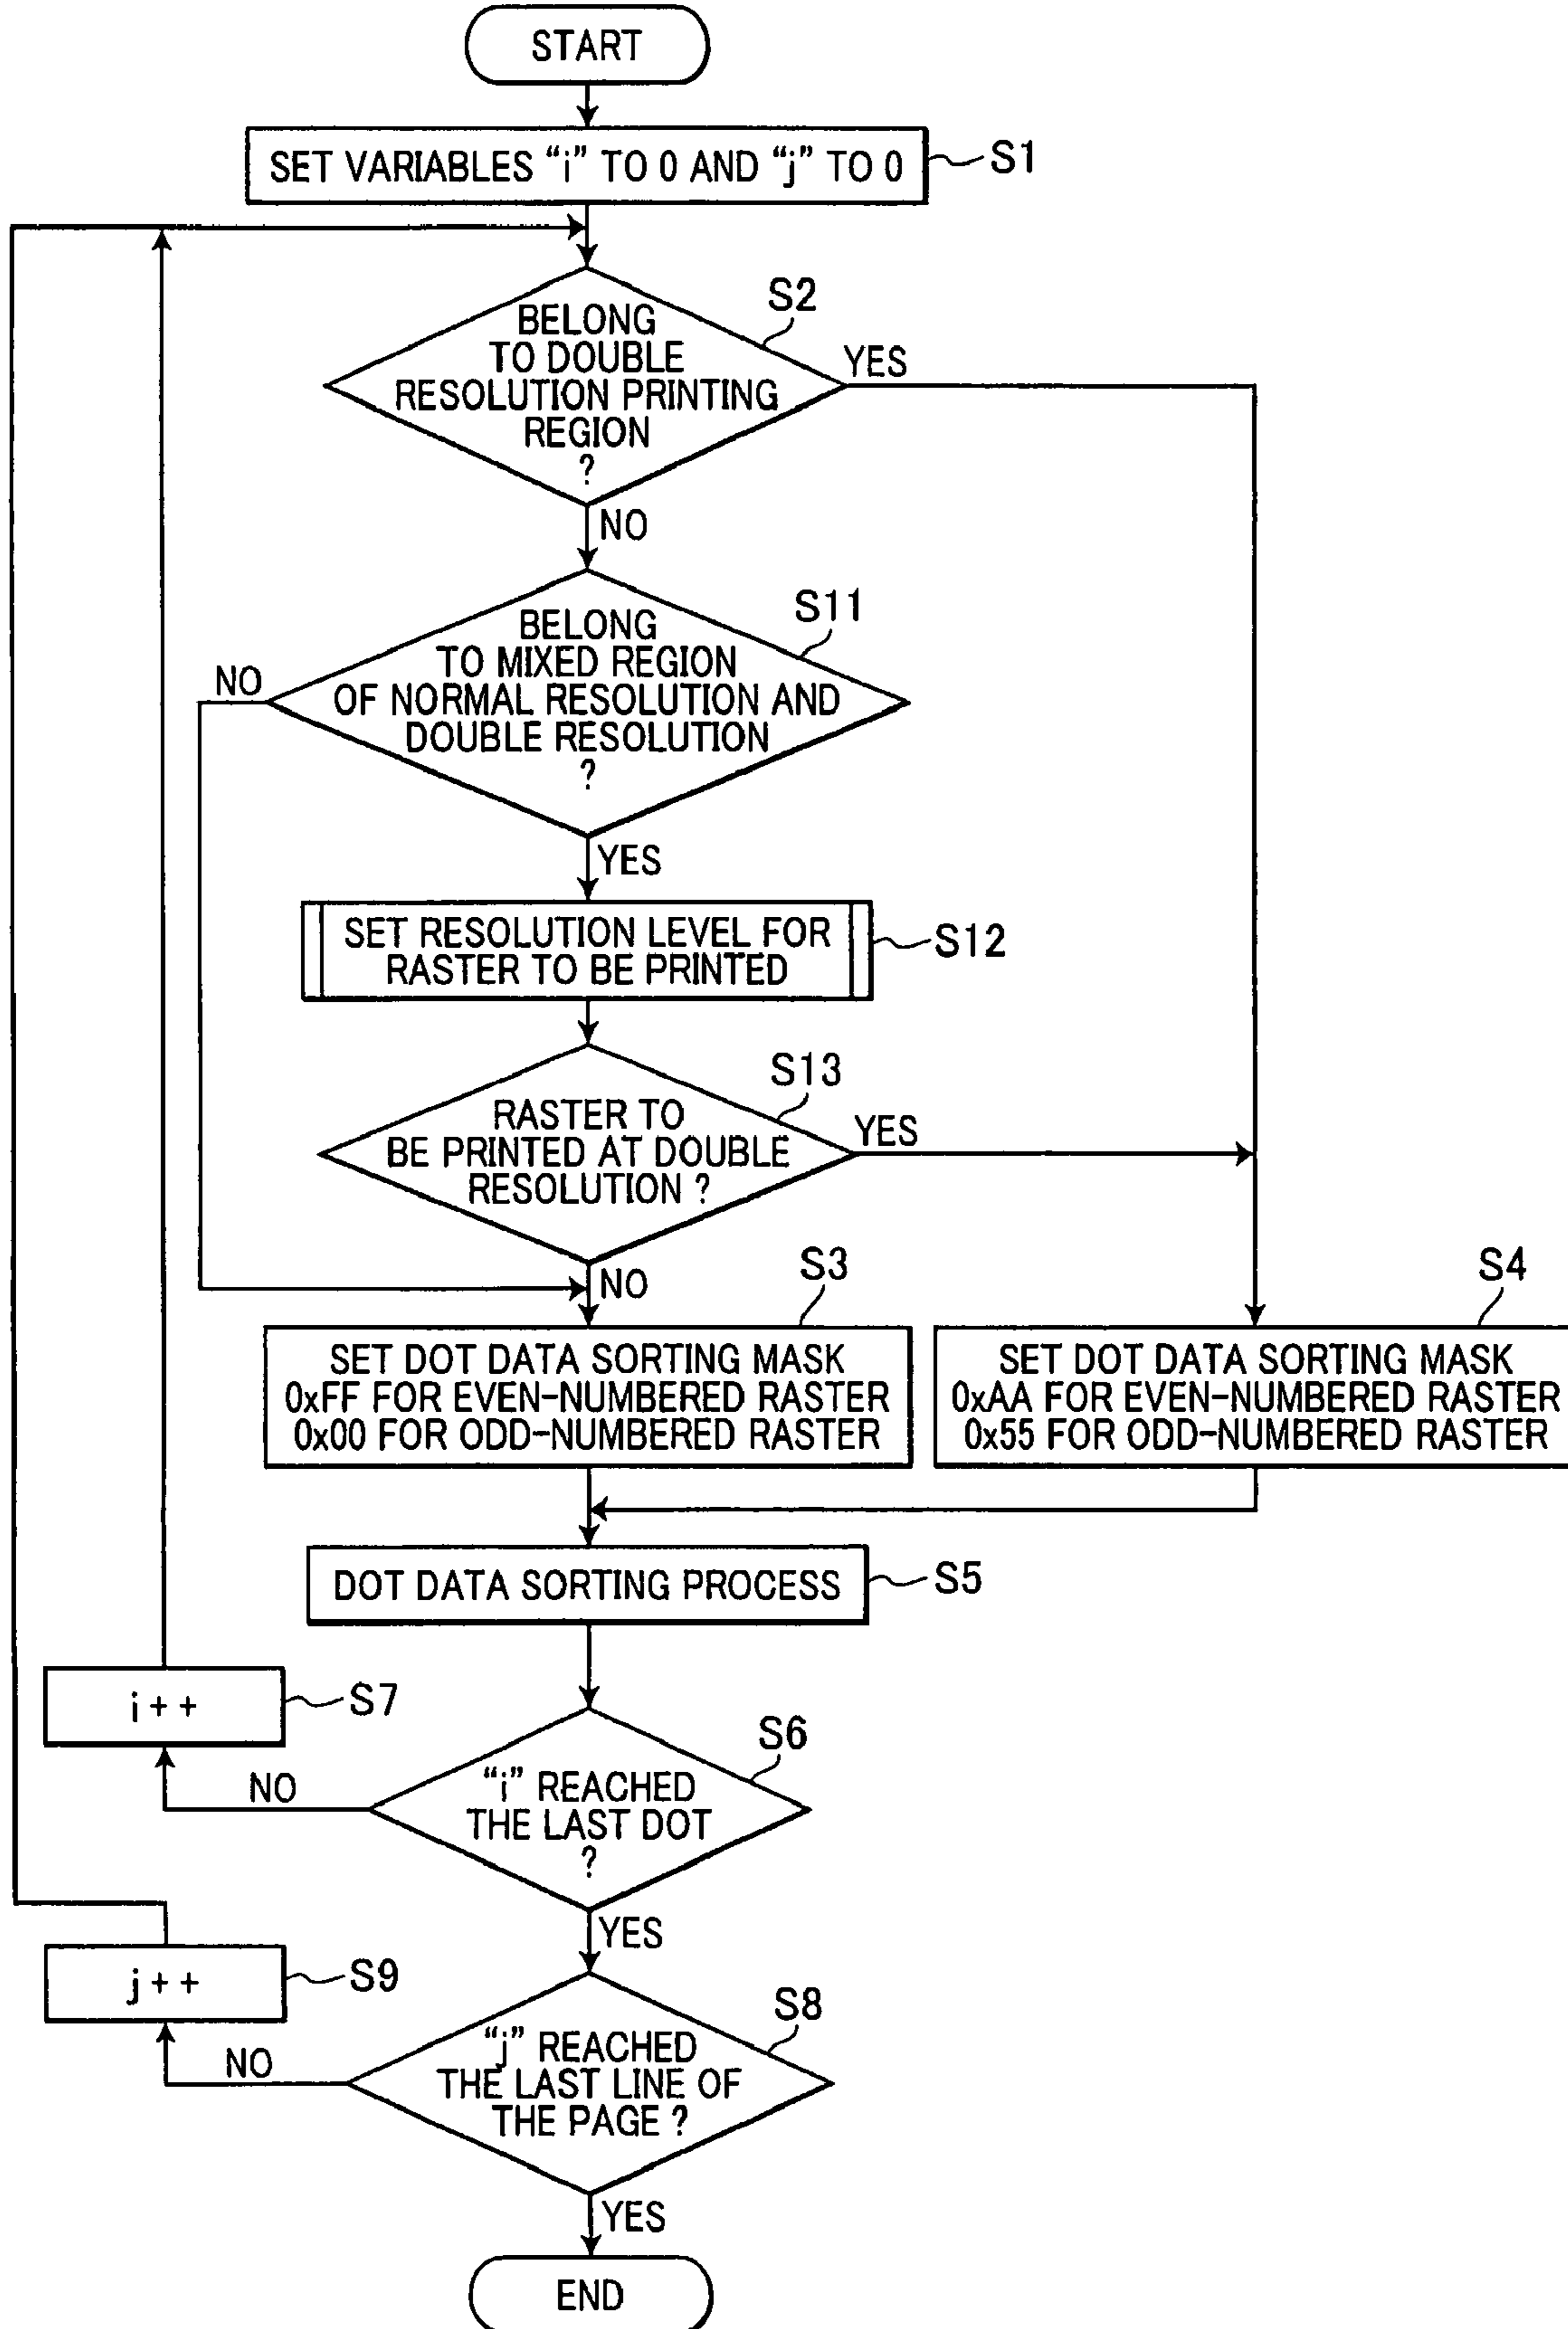 START
SET VARIABLES “i” TO 0 AND “j” TO 0
S1
S2
BELONG
TO DOUBLE
RESOLUTION PRINTING
REGION
?
YES
NO
S11
BELONG
TO MIXED REGION
OF NORMAL RESOLUTION AND
DOUBLE RESOLUTION
?
NO
YES
SET RESOLUTION LEVEL FOR
RASTER TO BE PRINTED
S12
S13
RASTER TO
BE PRINTED AT DOUBLE
RESOLUTION ?
YES
NO
S3
SET DOT DATA SORTING MASK
0xFF FOR EVEN-NUMBERED RASTER
0x00 FOR ODD-NUMBERED RASTER
S4
SET DOT DATA SORTING MASK
0xAA FOR EVEN-NUMBERED RASTER
0x55 FOR ODD-NUMBERED RASTER
DOT DATA SORTING PROCESS
S5
i + +
S7
S6
“i” REACHED
THE LAST DOT
?
NO
YES
j + +
S9
S8
“j” REACHED
THE LAST LINE OF
THE PAGE ?
NO
YES
END